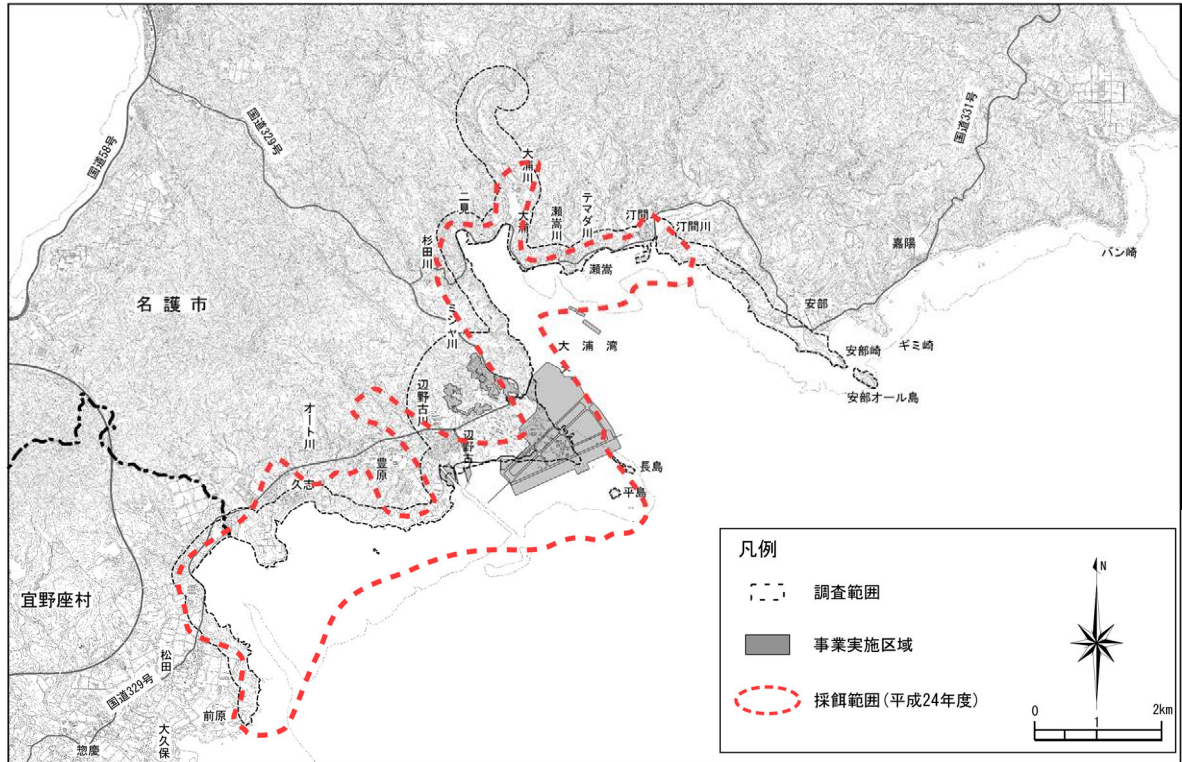 国道58号
国道329号
国道331号
大浦川
二見
大浦
瀬嵩川
テマダ川
汀間
汀間川
杉田川
瀬嵩
嘉陽
バン崎
名護市
ミジャ川
大浦湾
安部
安部崎
ギミ崎
安部オール島
辺野古川
オート川
辺野古
豊原
久志
長島
平島
宜野座村
松田
国道329号
前原
大久保
惣慶
凡例
調査範囲
事業実施区域
採餌範囲(平成24年度)
N
0 1 2km